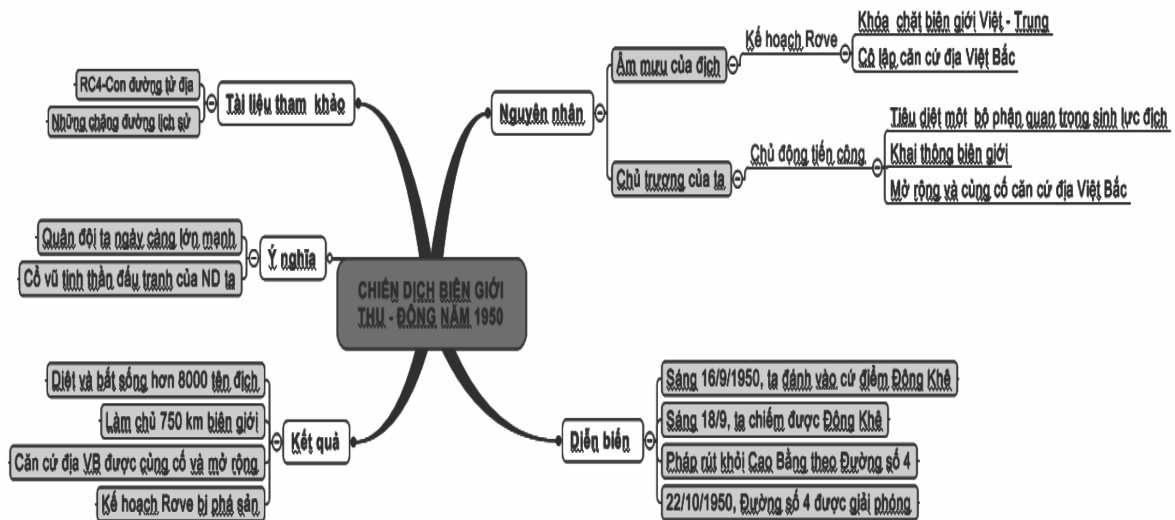 CHIẾN DỊCH BIÊN GIỚI
THU - ĐÔNG NĂM 1950
Nguyên nhân
Âm mưu của địch
Kế hoạch Rơve
Khóa chặt biên giới Việt - Trung
Cô lập căn cứ địa Việt Bắc
Chủ trương của ta
Chủ động tiến công
Tiêu diệt một bộ phận quan trọng sinh lực địch
Khai thông biên giới
Mở rộng và củng cố căn cứ địa Việt Bắc
Diễn biến
Sáng 16/9/1950, ta đánh vào cứ điểm Đông Khê
Sáng 18/9, ta chiếm được Đông Khê
Pháp rút khỏi Cao Bằng theo Đường số 4
22/10/1950, Đường số 4 được giải phóng
Kết quả
Diệt và bắt sống hơn 8000 tên địch
Làm chủ 750 km biên giới
Căn cứ địa VB được củng cố và mở rộng
Kế hoạch Rơve bị phá sản
Ý nghĩa
Quân đội ta ngày càng lớn mạnh
Cổ vũ tinh thần đấu tranh của ND ta
Tài liệu tham khảo
RC4-Con đường tử địa
Những chặng đường lịch sử